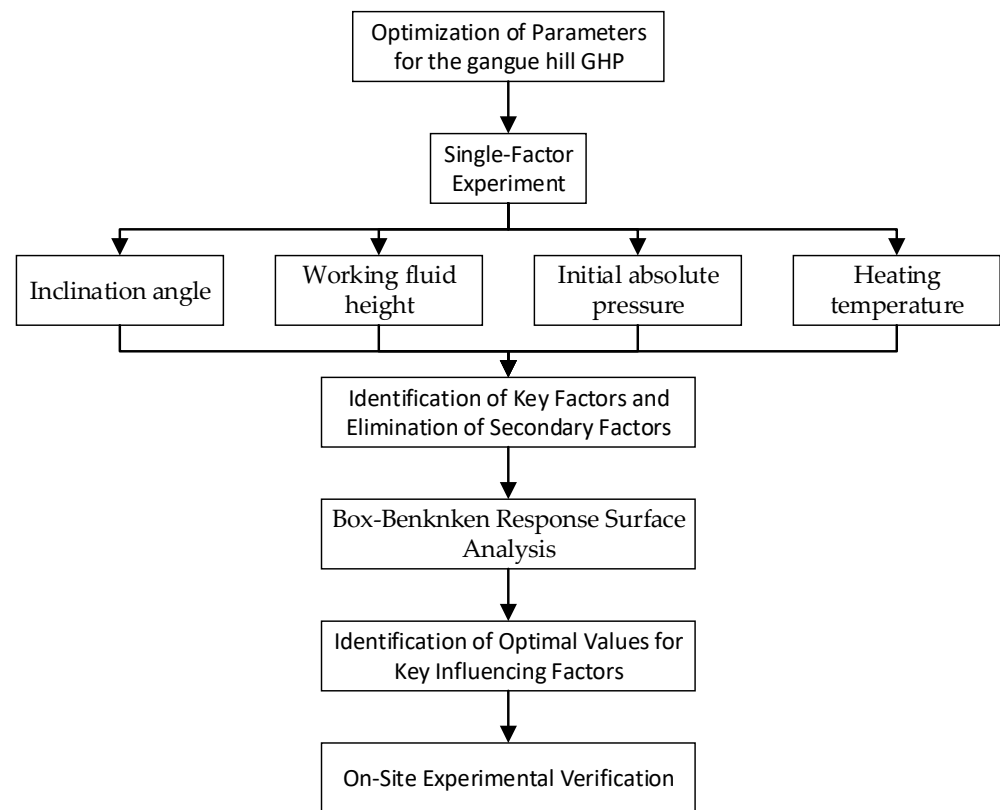 Optimization of Parameters
for the gangue hill GHP
Single-Factor
Experiment
Inclination angle
Working fluid
height
Initial absolute
pressure
Heating
temperature
Identification of Key Factors and
Elimination of Secondary Factors
Box-Benknken Response Surface
Analysis
Identification of Optimal Values for
Key Influencing Factors
On-Site Experimental Verification